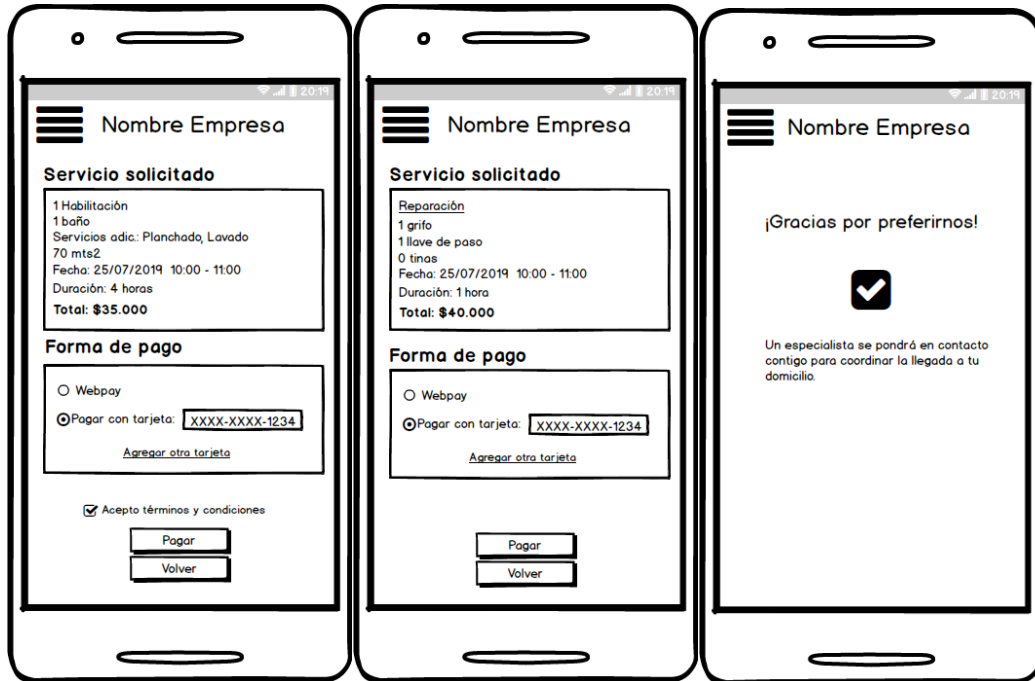 20:19
Nombre Empresa
Servicio solicitado
1 Habilitación
1 baño
Servicios adic.: Planchado, Lavado
70 mts2
Fecha: 25/07/2019 10:00 - 11:00
Duración: 4 horas
Total: $35.000
Forma de pago
Webpay
Pagar con tarjeta: XXXX-XXXX-1234
Agregar otra tarjeta
Acepto términos y condiciones
Pagar
Volver
20:19
Nombre Empresa
Servicio solicitado
Reparación
1 grifo
1 llave de paso
0 tinas
Fecha: 25/07/2019 10:00 - 11:00
Duración: 1 hora
Total: $40.000
Forma de pago
Webpay
Pagar con tarjeta: XXXX-XXXX-1234
Agregar otra tarjeta
Pagar
Volver
20:19
Nombre Empresa
¡Gracias por preferirnos!
Un especialista se pondrá en contacto
contigo para coordinar la llegada a tu
domicilio.